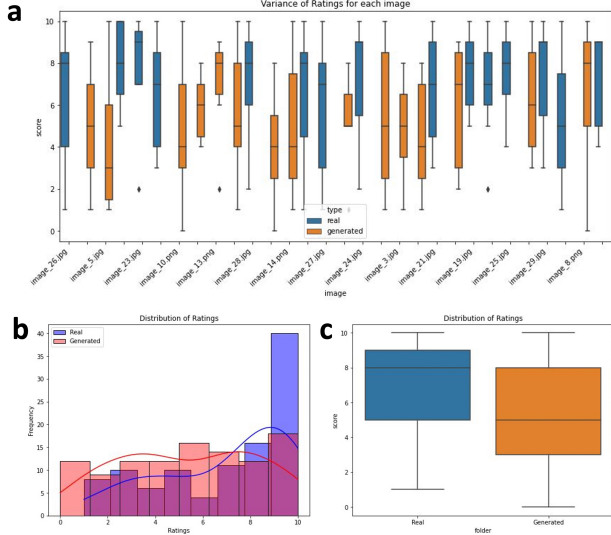 a
Variance of Ratings for each image
score
10
8
6
4
2
0
type
real
generated
image_26.jpg
image_5.jpg
image_23.jpg
image_10.png
image_13.png
image_28.jpg
image_14.png
image_27.jpg
image_24.jpg
image_3.jpg
image_21.jpg
image_19.jpg
image_25.jpg
image_29.jpg
image_8.png
image
b
Distribution of Ratings
Real
Generated
Frequency
40
35
30
25
20
15
10
5
0
0 2 4 6 8 10
Ratings
c
Distribution of Ratings
score
10
8
6
4
2
0
Real Generated
folder